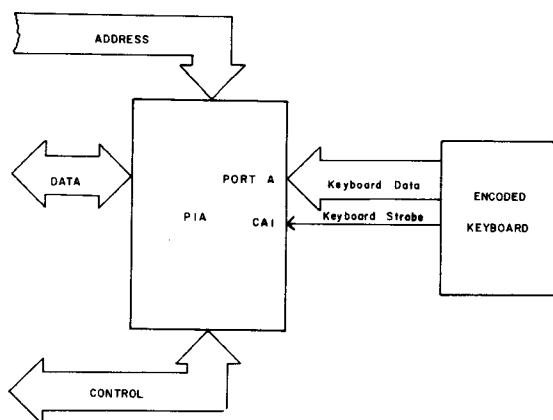 ADDRESS
DATA
PORT A
PIA
CA1
Keyboard Data
Keyboard Strobe
ENCODED
KEYBOARD
CONTROL